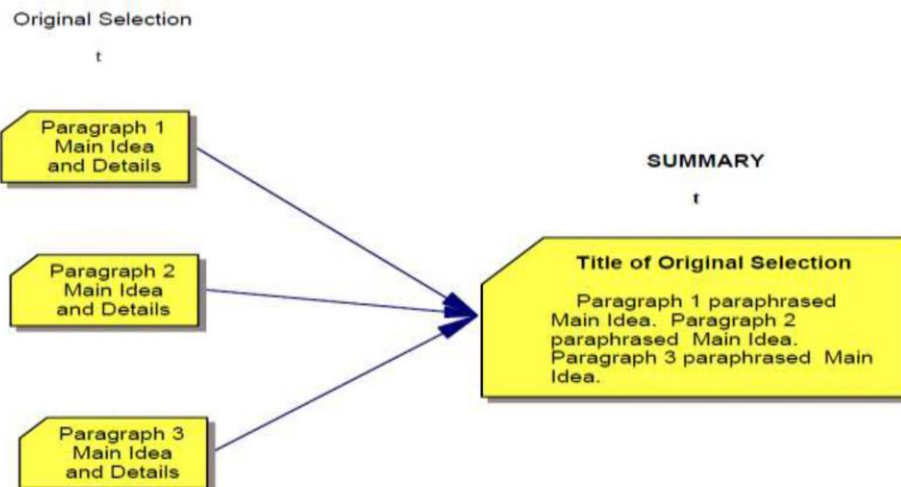 Original Selection
t
Paragraph 1
Main Idea
and Details
Paragraph 2
Main Idea
and Details
Paragraph 3
Main Idea
and Details
SUMMARY
t
Title of Original Selection
Paragraph 1 paraphrased
Main Idea. Paragraph 2
paraphrased Main Idea.
Paragraph 3 paraphrased Main
Idea.